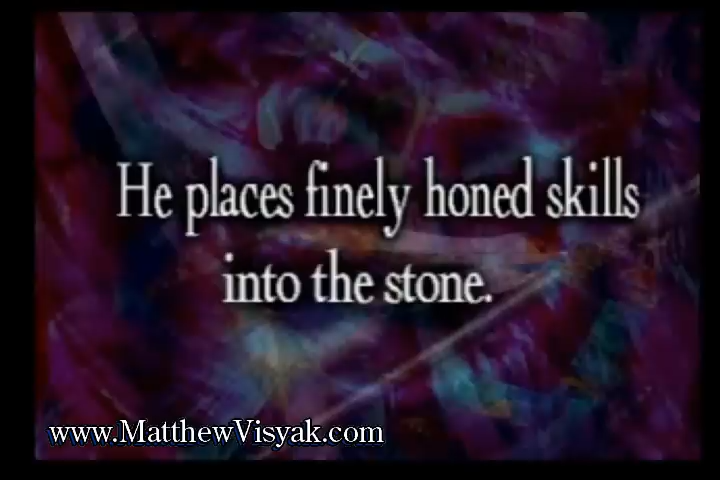 He places finely honed skills
into the stone.
www.MatthewVisyak.com